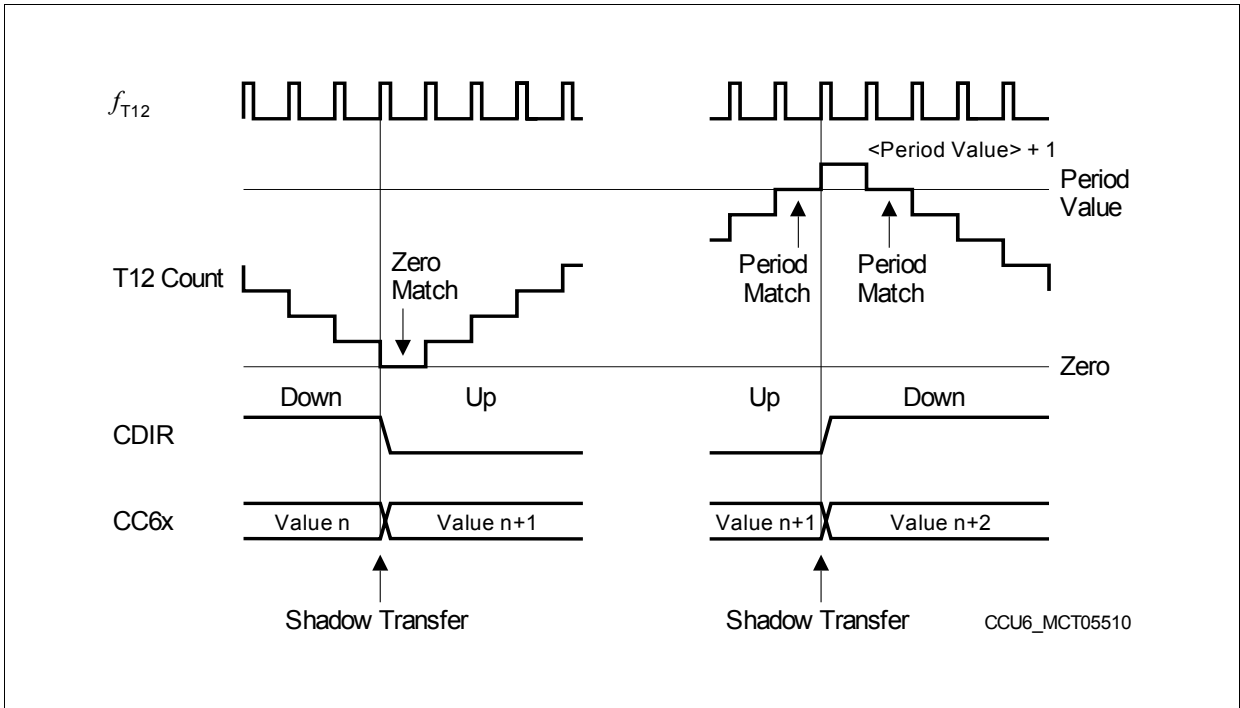 fT12
<Period Value> + 1
Period
Value
T12 Count
Zero
Match
Period
Match
Period
Match
Zero
Down
Up
Up
Down
CDIR
CC6x
Value n
Value n+1
Value n+1
Value n+2
Shadow Transfer
Shadow Transfer
CCU6_MCT05510